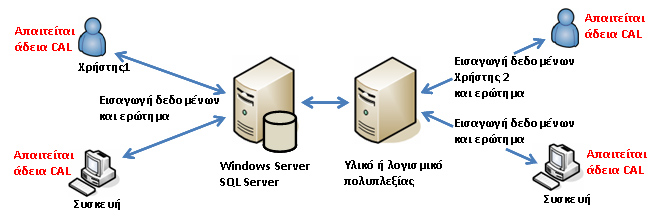 Απαιτείται
άδεια CAL
Χρήστης1
Εισαγωγή δεδομένων
και ερώτημα
Απαιτείται
άδεια CAL
Συσκευή
Windows Server
SQL Server
Υλικό ή λογισμικό
πολυπλεξίας
Απαιτείται
άδεια CAL
Εισαγωγή δεδομένων
Χρήστης 2
και ερώτημα
Εισαγωγή δεδομένων
και ερώτημα
Απαιτείται
άδεια CAL
Συσκευή